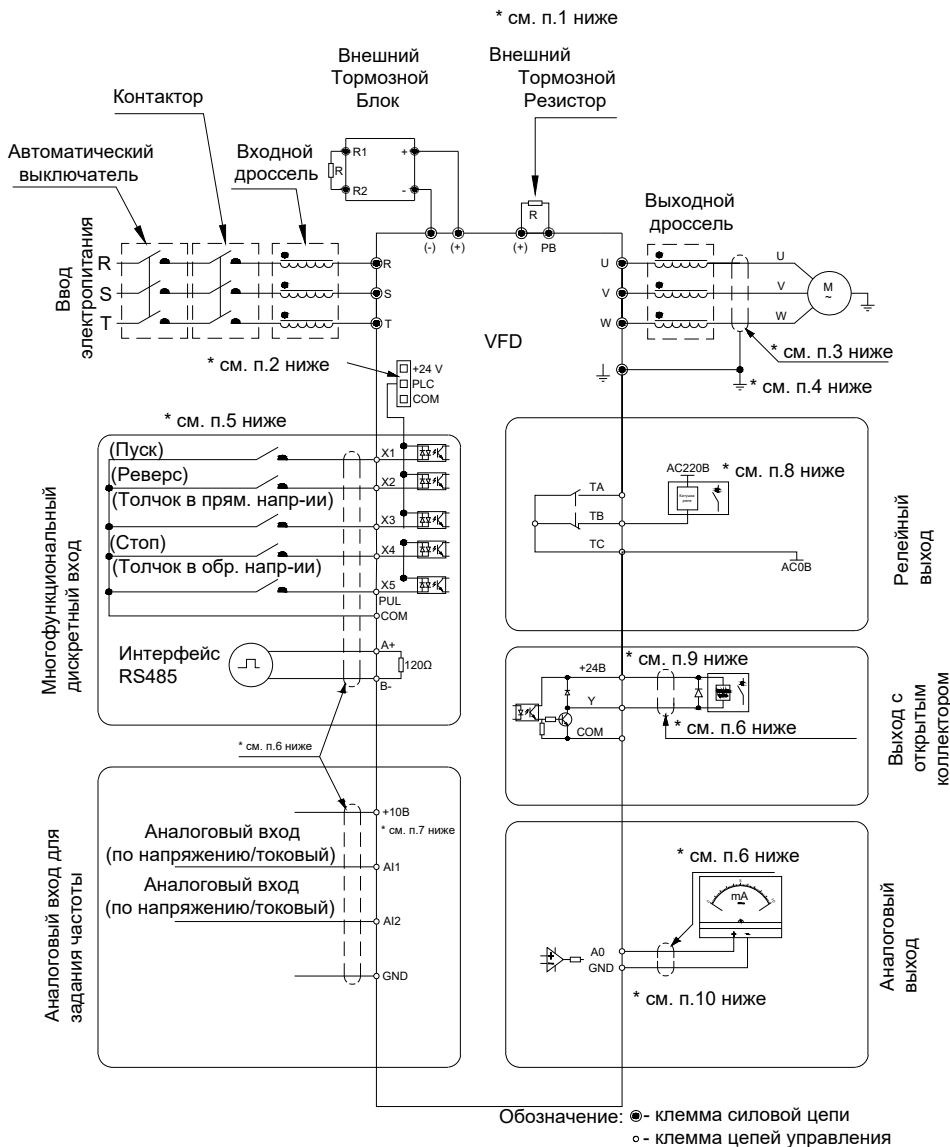 * см. п.1 ниже
Внешний
Тормозной
Блок
Внешний
Тормозной
Резистор
Контактор
Автоматический
выключатель
Входной
дроссель
R1
+
R
R2
-
R
Выходной
дроссель
(-)
(+)
(+)
PB
Ввод
электропитания
R
S
T
R
S
T
VFD
U
V
W
U
V
W
M
~
* см. п.3 ниже
* см. п.4 ниже
* см. п.2 ниже
+24 V
PLC
COM
* см. п.5 ниже
Многофункциональный
дискретный вход
(Пуск)
(Реверс)
(Толчок в прям. напр-ии)
(Стоп)
(Толчок в обр. напр-ии)
X1
X2
X3
X4
X5
PUL
COM
Интерфейс
RS485
A+
120Ω
B-
* см. п.6 ниже
Аналоговый вход для
задания частоты
+10В
* см. п.7 ниже
Аналоговый вход
(по напряжению/токовый)
AI1
Аналоговый вход
(по напряжению/токовый)
AI2
GND
TA
TB
TC
AC220В
* см. п.8 ниже
AC0В
Релейный
выход
+24В
* см. п.9 ниже
Y
COM
* см. п.6 ниже
Выход с
открытым
коллектором
* см. п.6 ниже
mA
+ -
A0
GND
* см. п.10 ниже
Аналоговый
выход
Обозначение: - клемма силовой цепи
- клемма цепей управления